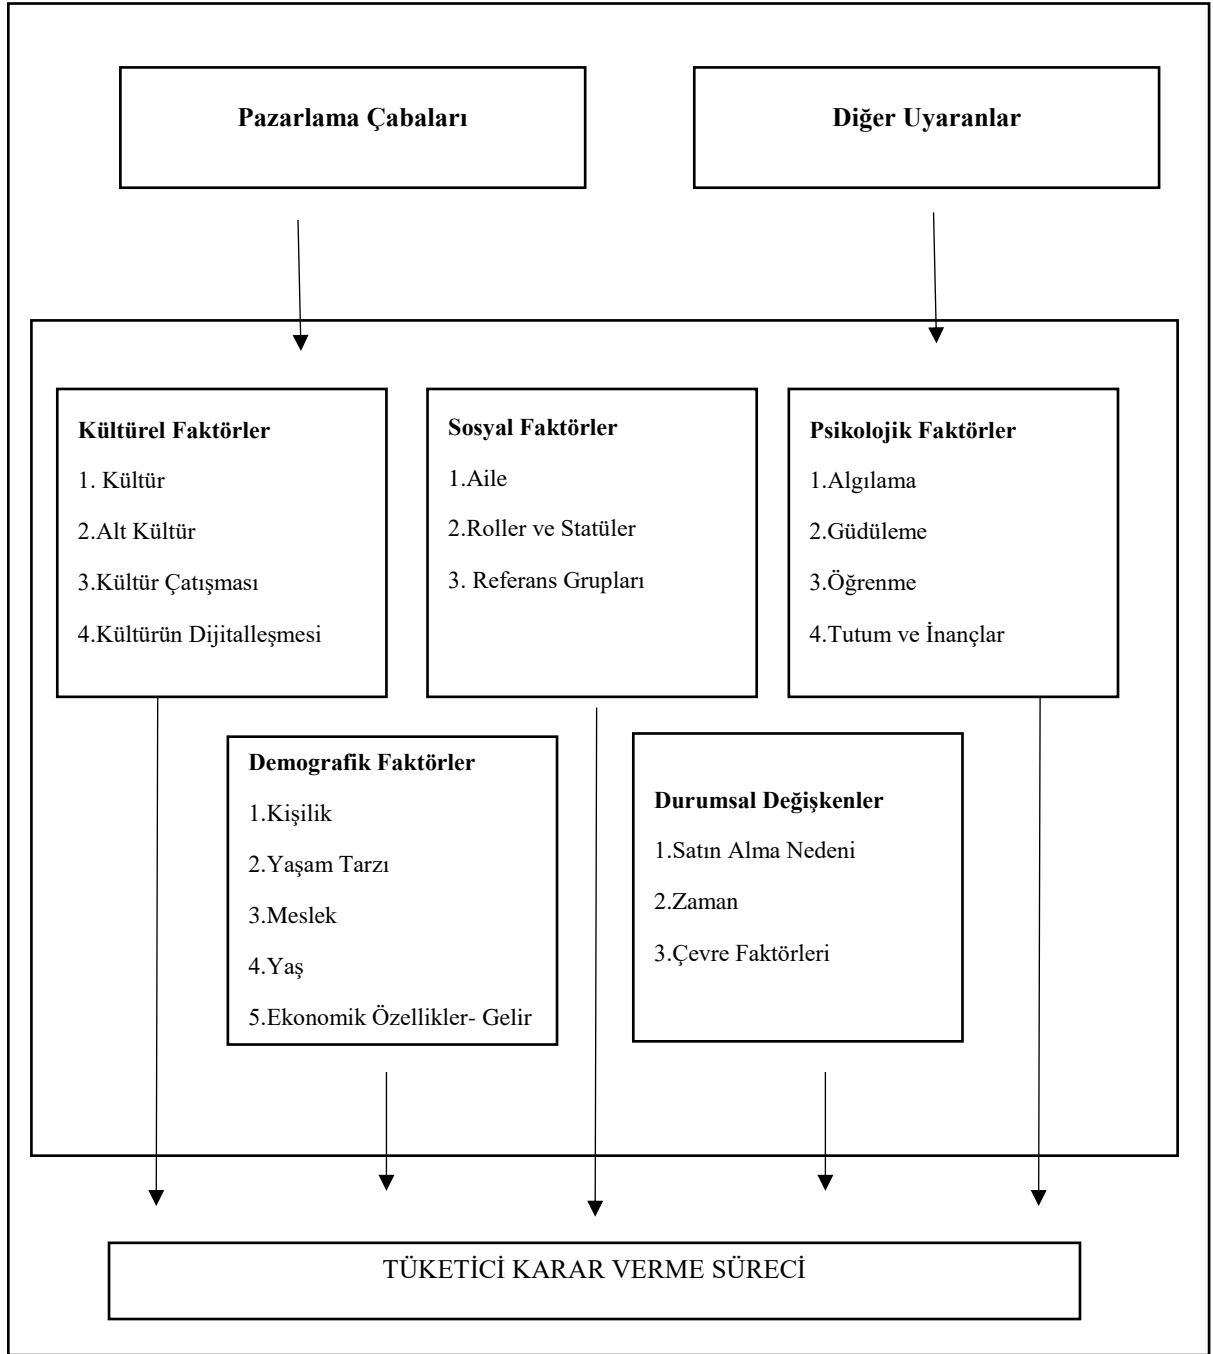 Pazarlama Çabaları
Diğer Uyaranlar
Kültürel Faktörler
1. Kültür
2.Alt Kültür
3.Kültür Çatışması
4.Kültürün Dijitalleşmesi
Sosyal Faktörler
1.Aile
2.Roller ve Statüler
3. Referans Grupları
Psikolojik Faktörler
1.Algılama
2.Güdüleme
3.Öğrenme
4.Tutum ve İnançlar
Demografik Faktörler
1.Kişilik
2.Yaşam Tarzı
3.Meslek
4.Yaş
5.Ekonomik Özellikler- Gelir
Durumsal Değişkenler
1.Satın Alma Nedeni
2.Zaman
3.Çevre Faktörleri
TÜKETİCİ KARAR VERME SÜRECİ